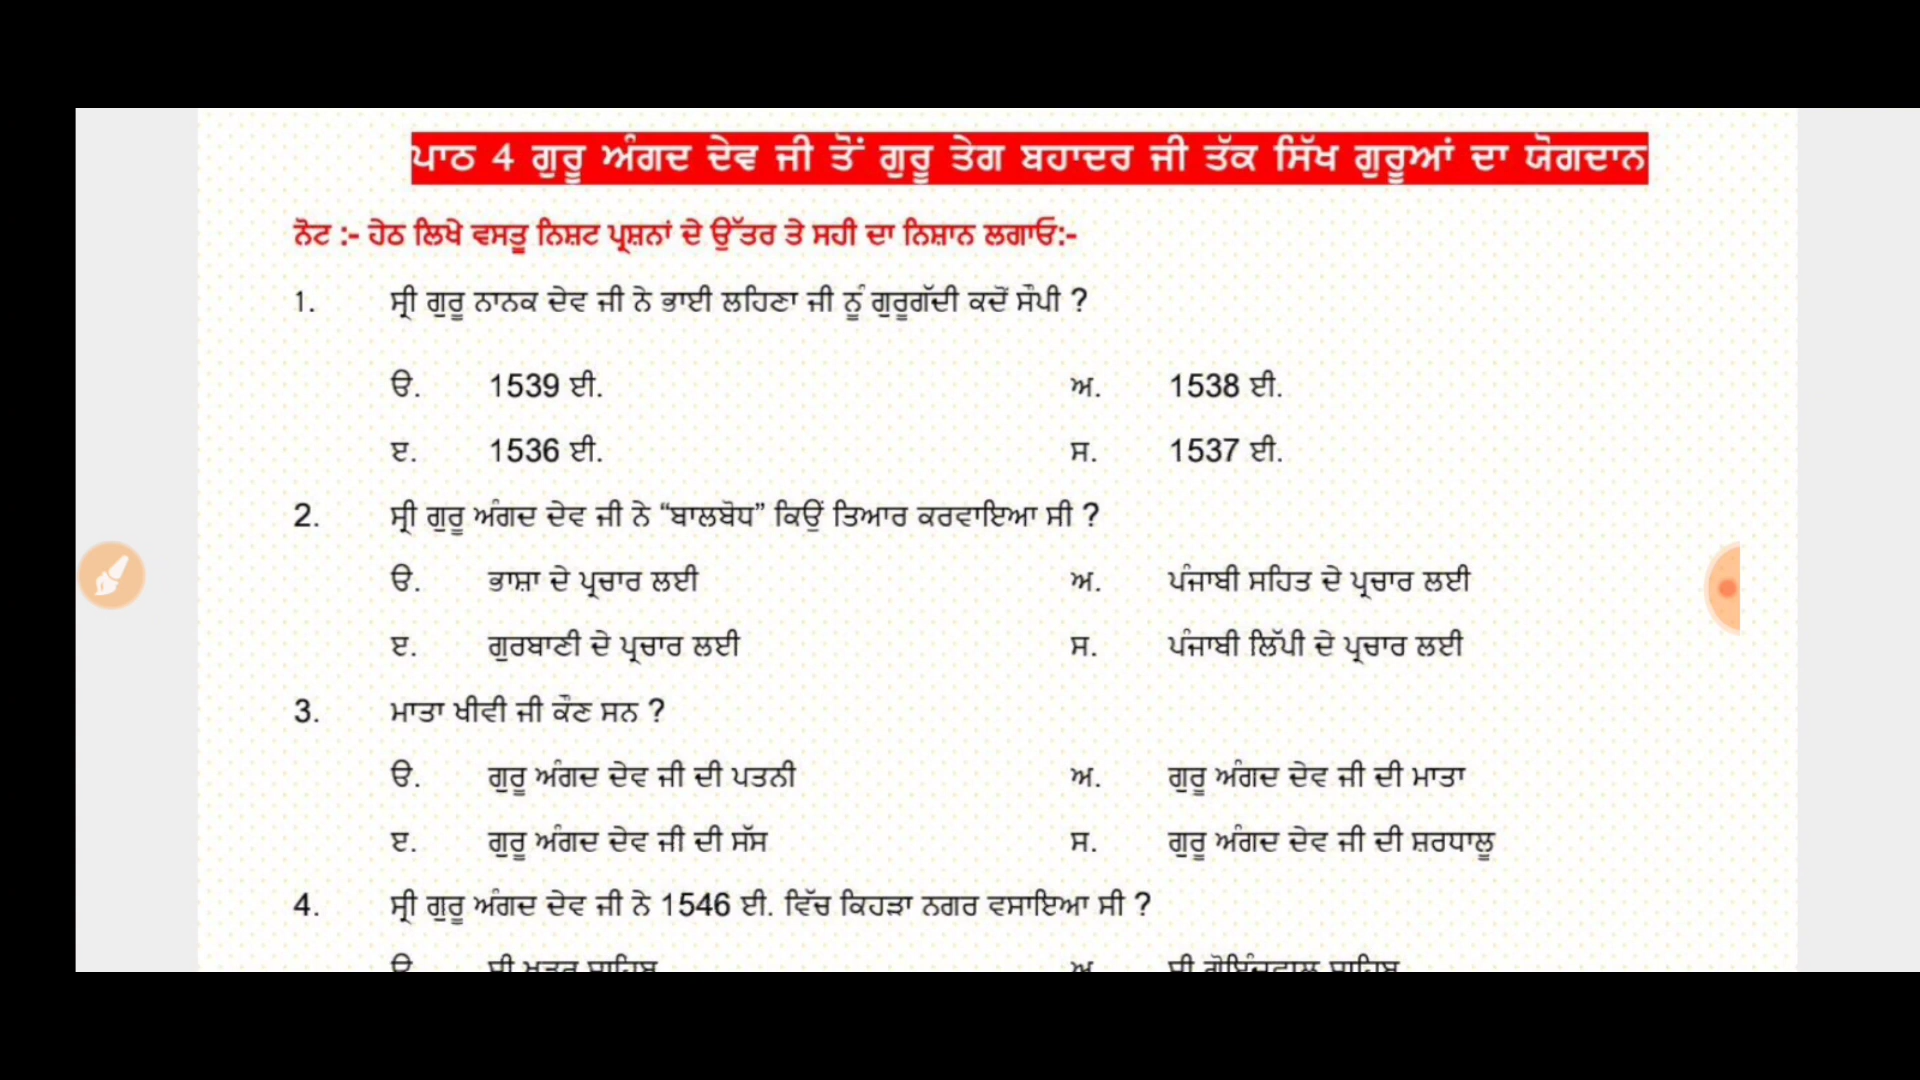 ਪਾਠ 4 ਗੁਰੂ ਅੰਗਦ ਦੇਵ ਜੀ ਤੋਂ ਗੁਰੂ ਤੇਗ ਬਹਾਦਰ ਜੀ ਤੱਕ ਸਿੱਖ ਗੁਰੂਆਂ ਦਾ ਯੋਗਦਾਨ
ਨੋਟ :- ਹੇਠ ਲਿਖੇ ਵਸਤੂ ਨਿਸ਼ਟ ਪ੍ਰਸ਼ਨਾਂ ਦੇ ਉੱਤਰ ਤੇ ਸਹੀ ਦਾ ਨਿਸ਼ਾਨ ਲਗਾਓ:-
1. ਸ੍ਰੀ ਗੁਰੂ ਨਾਨਕ ਦੇਵ ਜੀ ਨੇ ਭਾਈ ਲਹਿਣਾ ਜੀ ਨੂੰ ਗੁਰੂਗੱਦੀ ਕਦੋਂ ਸੌਂਪੀ ?
ੳ. 1539 ਈ. ਅ. 1538 ਈ.
ੲ. 1536 ਈ. ਸ. 1537 ਈ.
2. ਸ੍ਰੀ ਗੁਰੂ ਅੰਗਦ ਦੇਵ ਜੀ ਨੇ “ਬਾਲਬੋਧ” ਕਿਉਂ ਤਿਆਰ ਕਰਵਾਇਆ ਸੀ ?
ੳ. ਭਾਸ਼ਾ ਦੇ ਪ੍ਰਚਾਰ ਲਈ ਅ. ਪੰਜਾਬੀ ਸਹਿਤ ਦੇ ਪ੍ਰਚਾਰ ਲਈ
ੲ. ਗੁਰਬਾਣੀ ਦੇ ਪ੍ਰਚਾਰ ਲਈ ਸ. ਪੰਜਾਬੀ ਲਿੱਪੀ ਦੇ ਪ੍ਰਚਾਰ ਲਈ
3. ਮਾਤਾ ਖੀਵੀ ਜੀ ਕੌਣ ਸਨ ?
ੳ. ਗੁਰੂ ਅੰਗਦ ਦੇਵ ਜੀ ਦੀ ਪਤਨੀ ਅ. ਗੁਰੂ ਅੰਗਦ ਦੇਵ ਜੀ ਦੀ ਮਾਤਾ
ੲ. ਗੁਰੂ ਅੰਗਦ ਦੇਵ ਜੀ ਦੀ ਸੱਸ ਸ. ਗੁਰੂ ਅੰਗਦ ਦੇਵ ਜੀ ਦੀ ਸ਼ਰਧਾਲੂ
4. ਸ੍ਰੀ ਗੁਰੂ ਅੰਗਦ ਦੇਵ ਜੀ ਨੇ 1546 ਈ. ਵਿੱਚ ਕਿਹੜਾ ਨਗਰ ਵਸਾਇਆ ਸੀ ?